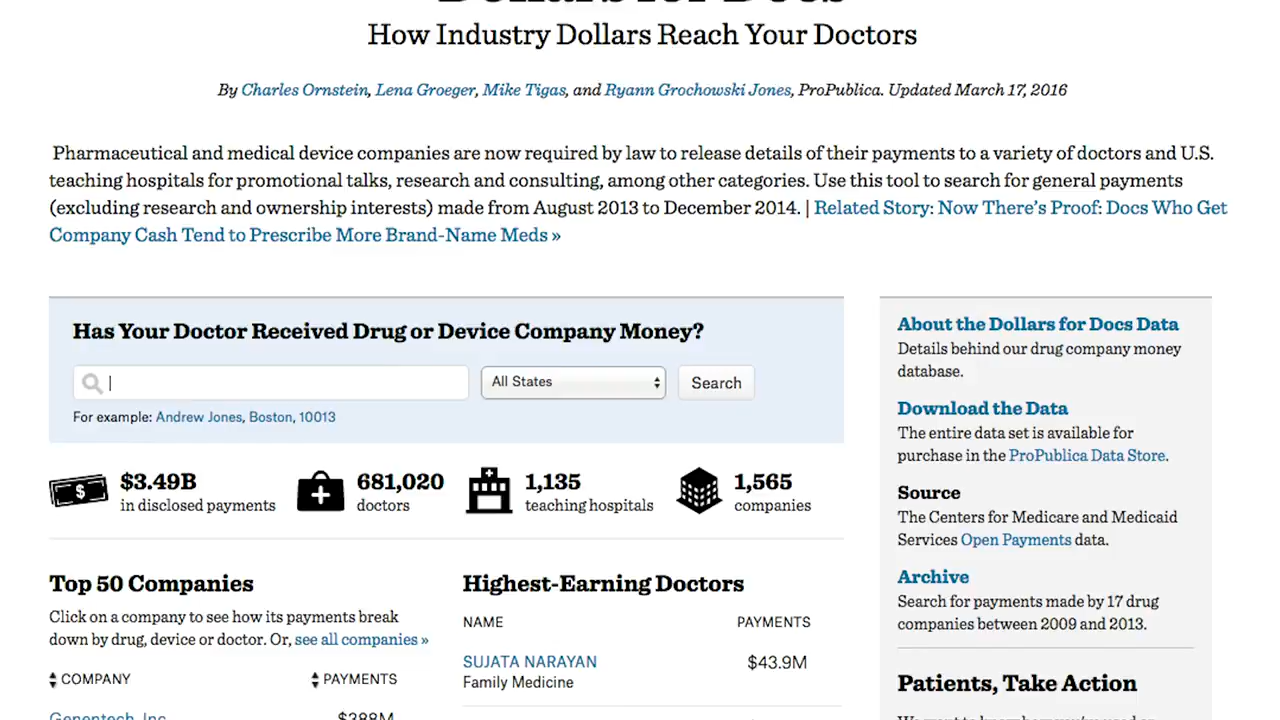 How Industry Dollars Reach Your Doctors
By Charles Ornstein, Lena Groeger, Mike Tigas, and Ryann Grochowski Jones, ProPublica. Updated March 17, 2016
Pharmaceutical and medical device companies are now required by law to release details of their payments to a variety of doctors and U.S.
teaching hospitals for promotional talks, research and consulting, among other categories. Use this tool to search for general payments
(excluding research and ownership interests) made from August 2013 to December 2014. | Related Story: Now There's Proof: Docs Who Get
Company Cash Tend to Prescribe More Brand-Name Meds »
Has Your Doctor Received Drug or Device Company Money?
All States
Search
For example: Andrew Jones, Boston, 10013
$3.49B
in disclosed payments
681,020
doctors
1,135
teaching hospitals
1,565
companies
Top 50 Companies
Click on a company to see how its payments break
down by drug, device or doctor. Or, see all companies »
COMPANY PAYMENTS
Genentech, Inc. $388M
Highest-Earning Doctors
NAME PAYMENTS
SUJATA NARAYAN $43.9M
Family Medicine
About the Dollars for Docs Data
Details behind our drug company money
database.
Download the Data
The entire data set is available for
purchase in the ProPublica Data Store.
Source
The Centers for Medicare and Medicaid
Services Open Payments data.
Archive
Search for payments made by 17 drug
companies between 2009 and 2013.
Patients, Take Action